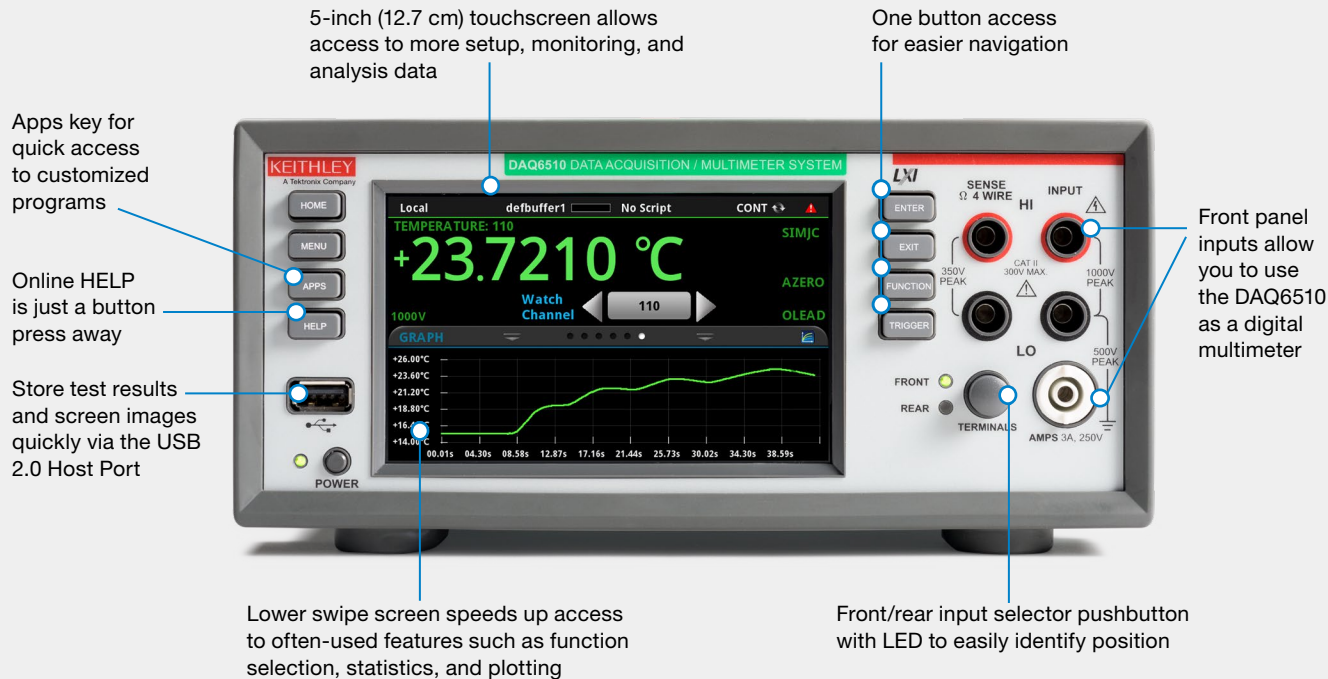 5-inch (12.7 cm) touchscreen allows
access to more setup, monitoring, and
analysis data
One button access
for easier navigation
Apps key for
quick access
to customized
programs
Online HELP
is just a button
press away
Store test results
and screen images
quickly via the USB
2.0 Host Port
KEITHLEY
A Tektronix Company
DAQ6510 DATA ACQUISITION / MULTIMETER SYSTEM
LXI
HOME
MENU
APPS
HELP
POWER
Local defbuffer1 No Script CONT
TEMPERATURE: 110
+23.7210 °C
SIMJC
AZERO
OLEAD
Watch
Channel
110
1000V
GRAPH
+26.00°C
+23.60°C
+21.20°C
+18.80°C
+14.00°C
00.01s 04.30s 08.58s 12.87s 17.16s 21.44s 25.73s 30.02s 34.30s 38.59s
ENTER
EXIT
FUNCTION
TRIGGER
SENSE
Ω 4 WIRE
INPUT
HI
CAT II
300V MAX.
350V
PEAK
1000V
PEAK
LO
500V
PEAK
FRONT
REAR
TERMINALS
AMPS 3A, 250V
Front panel
inputs allow
you to use
the DAQ6510
as a digital
multimeter
Lower swipe screen speeds up access
to often-used features such as function
selection, statistics, and plotting
Front/rear input selector pushbutton
with LED to easily identify position